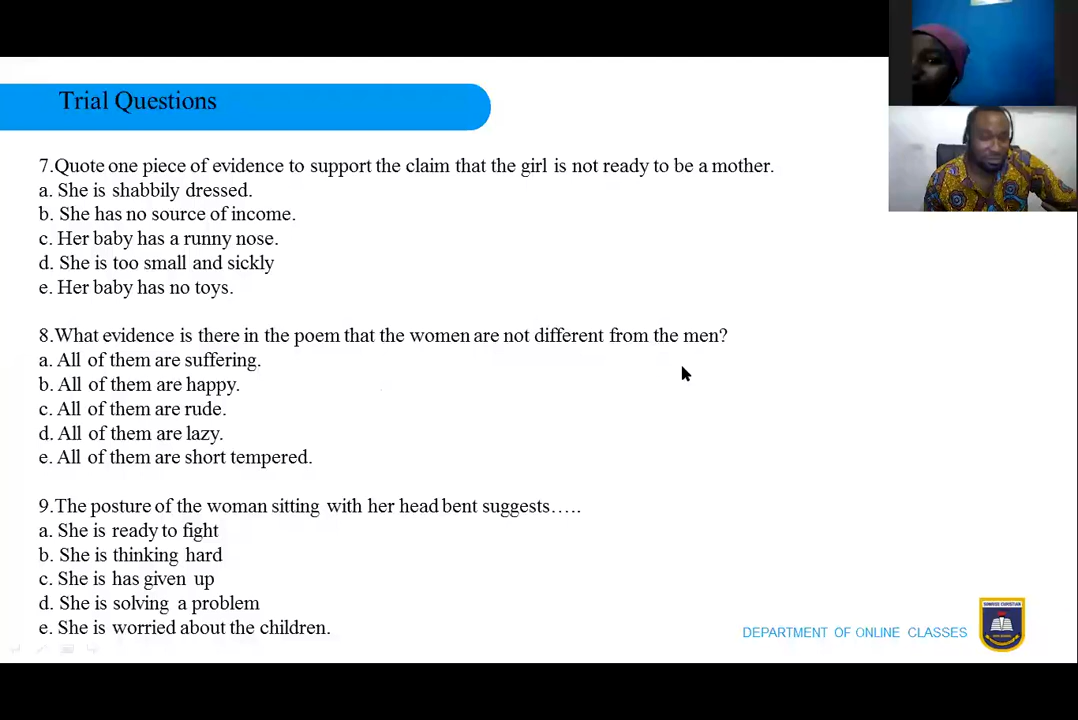 Trial Questions
7.Quote one piece of evidence to support the claim that the girl is not ready to be a mother.
a. She is shabbily dressed.
b. She has no source of income.
c. Her baby has a runny nose.
d. She is too small and sickly
e. Her baby has no toys.
8.What evidence is there in the poem that the women are not different from the men?
a. All of them are suffering.
b. All of them are happy.
c. All of them are rude.
d. All of them are lazy.
e. All of them are short tempered.
9.The posture of the woman sitting with her head bent suggests…..
a. She is ready to fight
b. She is thinking hard
c. She is has given up
d. She is solving a problem
e. She is worried about the children.
DEPARTMENT OF ONLINE CLASSES